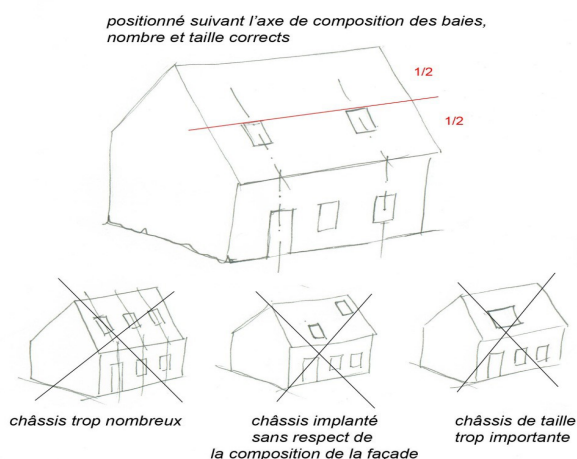 positionné suivant l'axe de composition des baies,
nombre et taille corrects
1/2
1/2
châssis trop nombreux
châssis implanté
sans respect de
la composition de la façade
châssis de taille
trop importante